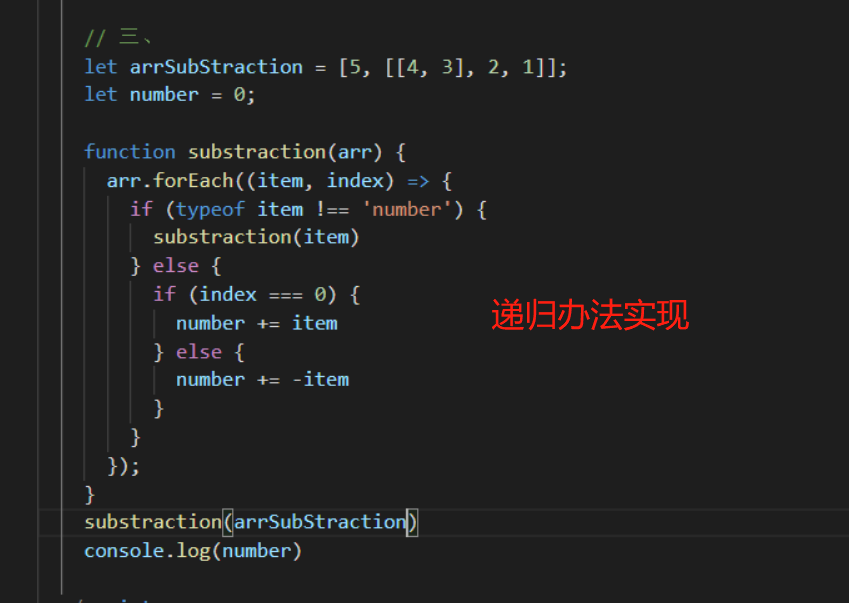 // 三、
let arrSubStraction = [5, [[4, 3], 2, 1]];
let number = 0;
function substraction(arr) {
arr.forEach((item, index) => {
if (typeof item !== 'number') {
substraction(item)
} else {
if (index === 0) {
number += item
} else {
number += -item
}
}
});
}
substraction(arrSubStraction)
console.log(number)
递归办法实现